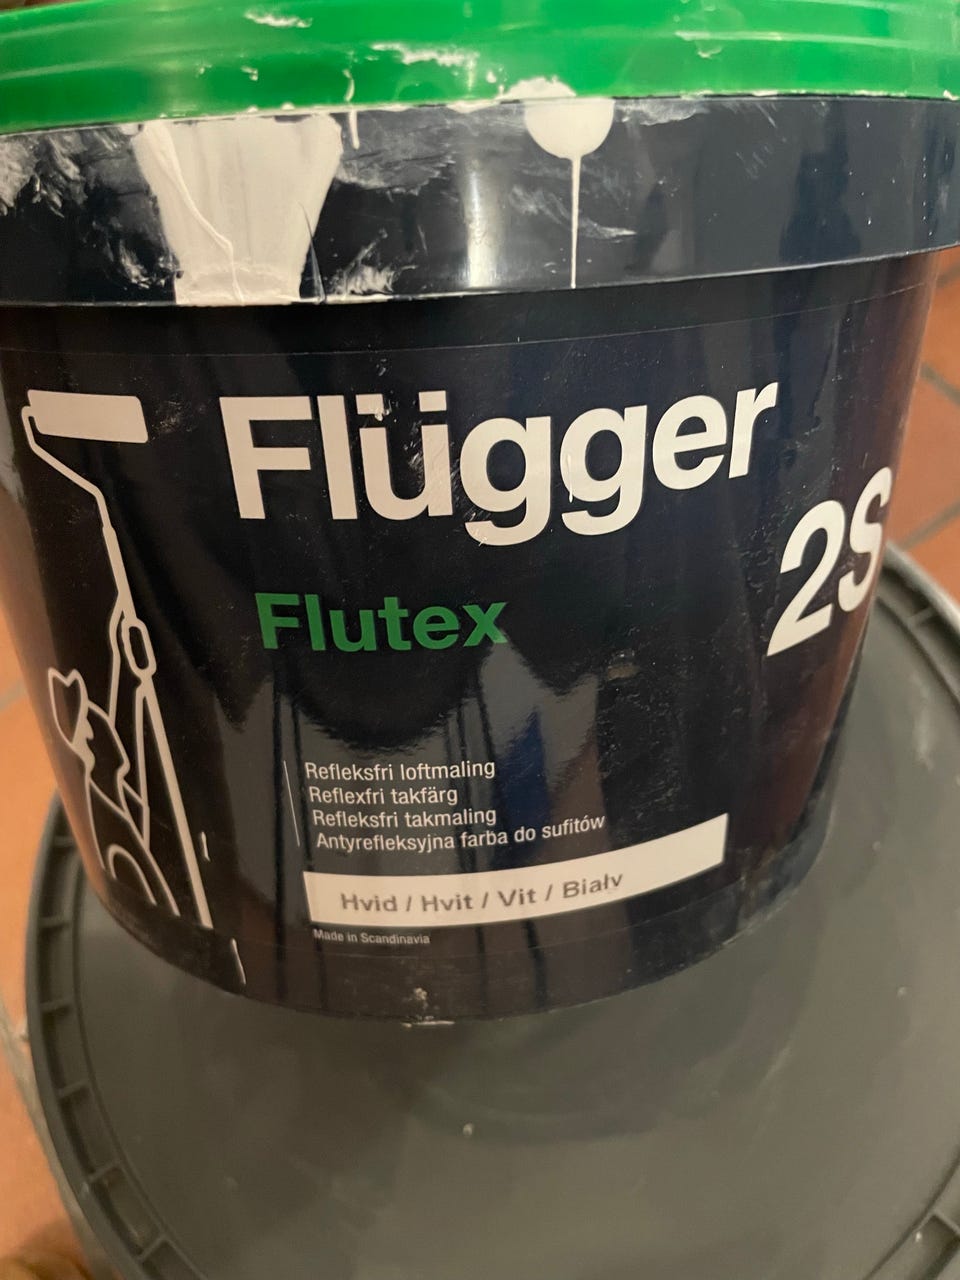 Flügger
2S
Flutex
Refleksfri loftmaling
Reflexfri takfärg
Refleksfri takmaling
Antyrefleksyjna farba do sufitów
Hvid / Hvit / Vit / Biały
Made in Scandinavia